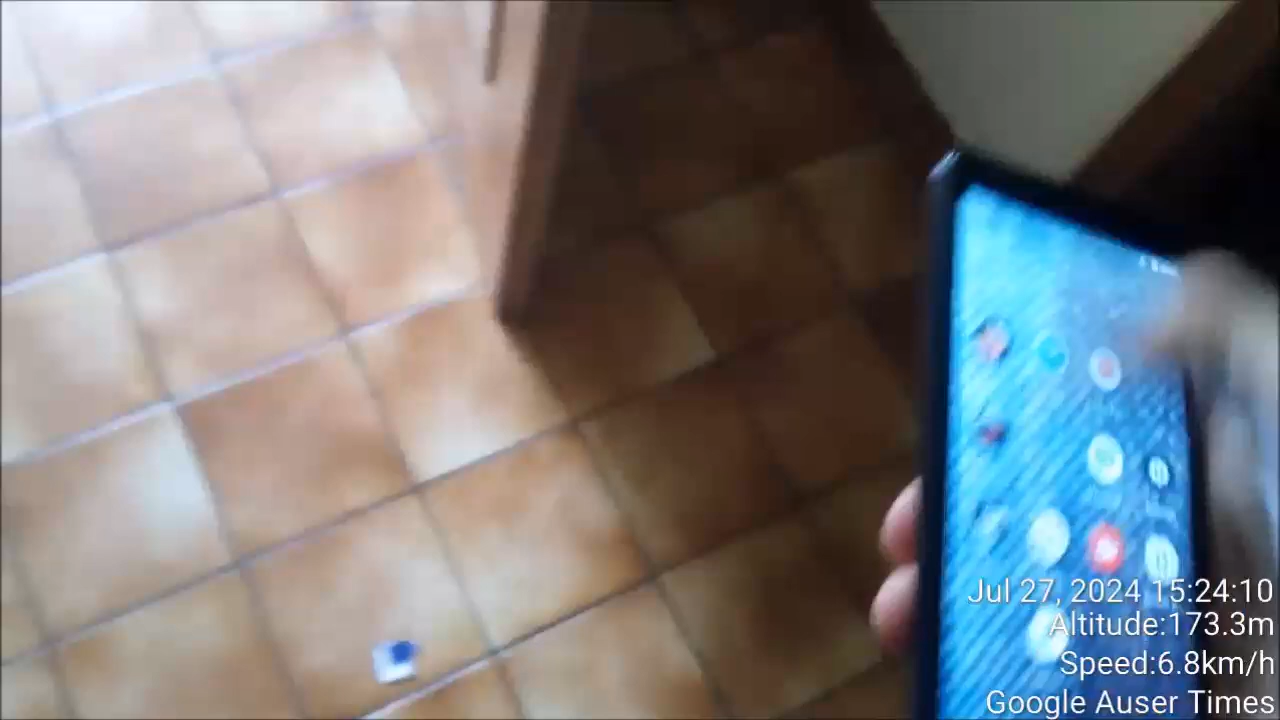 Jul 27, 2024 15:24:10
Altitude:173.3m
Speed:6.8km/h
Google Auser Times